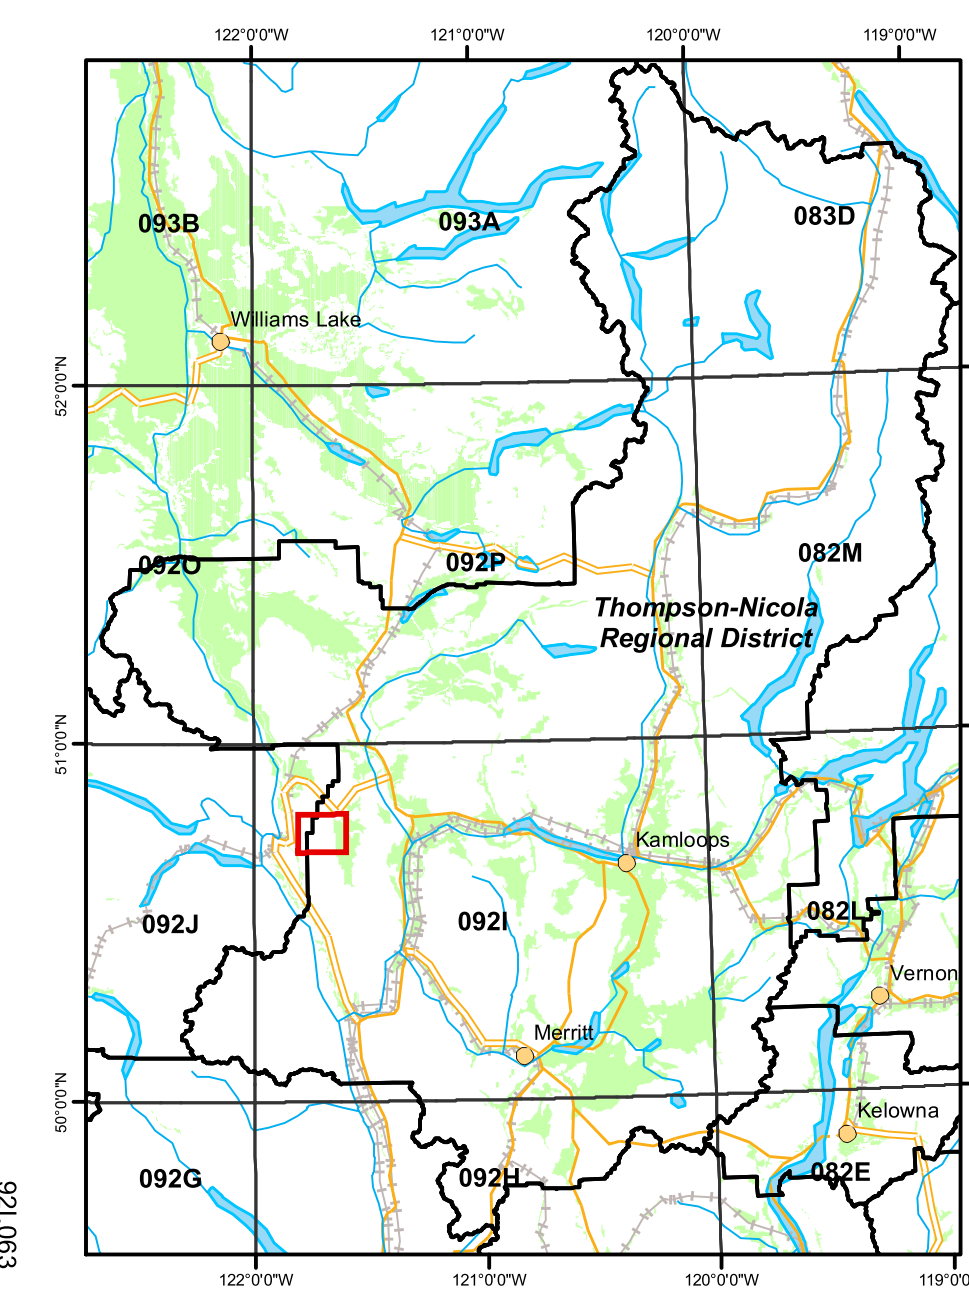 122°0'0"W 121°0'0"W 120°0'0"W 119°0'0"W
093B
093A
083D
Williams Lake
52°0'0"N
092O
092P
082M
Thompson-Nicola
Regional District
51°0'0"N
Kamloops
092J
092I
082L
Vernon
Merritt
50°0'0"N
Kelowna
092G
092H
082E
92I.063
122°0'0"W 121°0'0"W 120°0'0"W 119°0'0